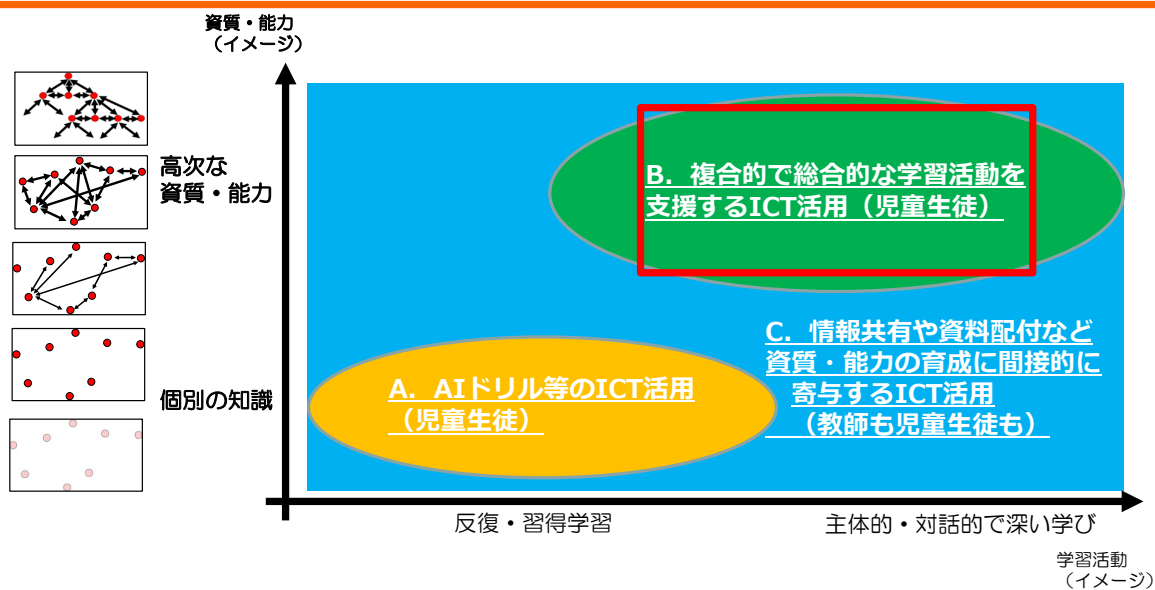 資質・能力
（イメージ）
高次な
資質・能力
B．複合的で総合的な学習活動を
支援するICT活用（児童生徒）
C．情報共有や資料配付など
資質・能力の育成に間接的に
寄与するICT活用
（教師も児童生徒も）
A．AIドリル等のICT活用
（児童生徒）
個別の知識
反復・習得学習
主体的・対話的で深い学び
学習活動
（イメージ）